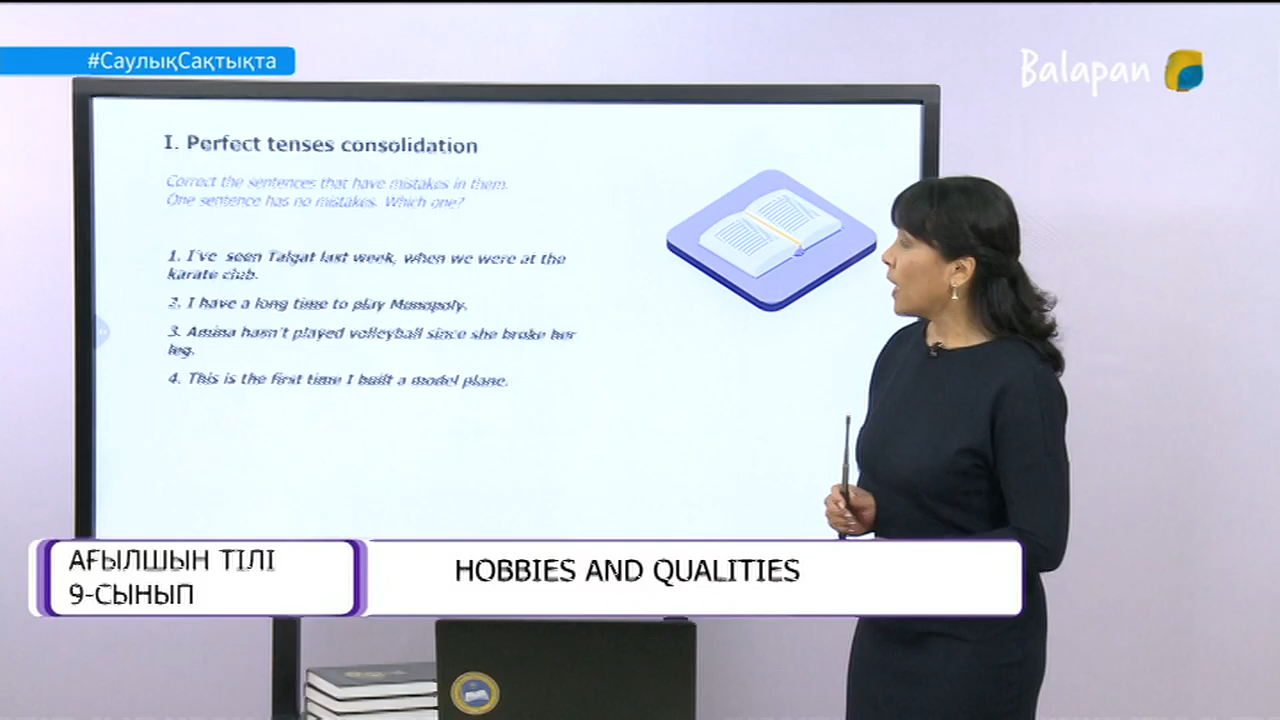 #СаулықСақтықта
Balapan
I. Perfect tenses consolidation
Correct the sentences that have mistakes in them.
One sentence has no mistakes. Which one?
1. I've seen Talgat last week, when we were at the
karate club.
2. I have a long time to play Monopoly.
3. Amina hasn't played volleyball since she broke her
leg.
4. This is the first time I built a model plane.
АҒЫЛШЫН ТІЛІ
9-СЫНЫП
HOBBIES AND QUALITIES